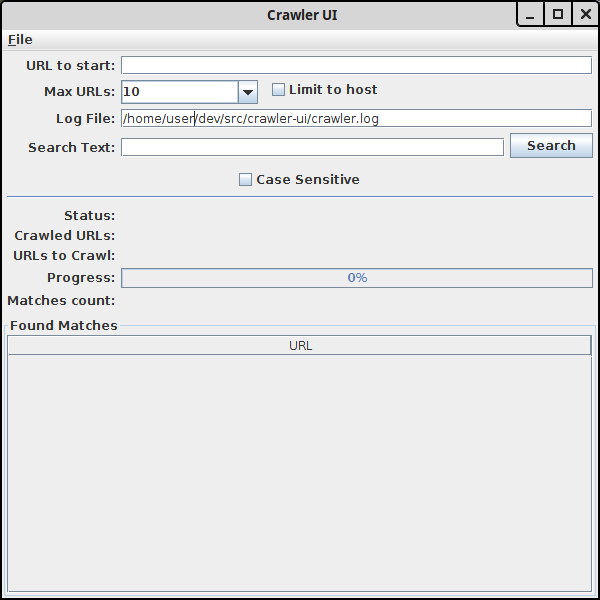 Crawler UI
File
URL to start:
Max URLs: 10 Limit to host
Log File: /home/user/dev/src/crawler-ui/crawler.log
Search Text: Search
Case Sensitive
Status:
Crawled URLs:
URLs to Crawl:
Progress: 0%
Matches count:
Found Matches
URL